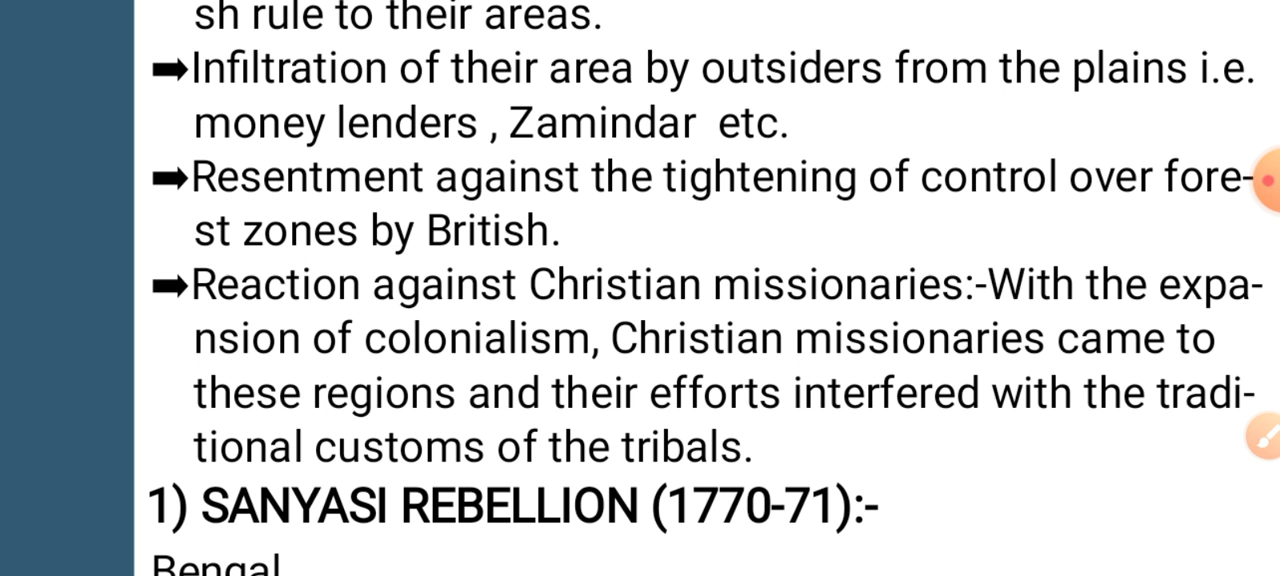 sh rule to their areas.
➡Infiltration of their area by outsiders from the plains i.e.
money lenders , Zamindar  etc.
➡Resentment against the tightening of control over fore-
st zones by British.
➡Reaction against Christian missionaries:-With the expa-
nsion of colonialism, Christian missionaries came to
these regions and their efforts interfered with the tradi-
tional customs of the tribals.
1) SANYASI REBELLION (1770-71):-
Bengal